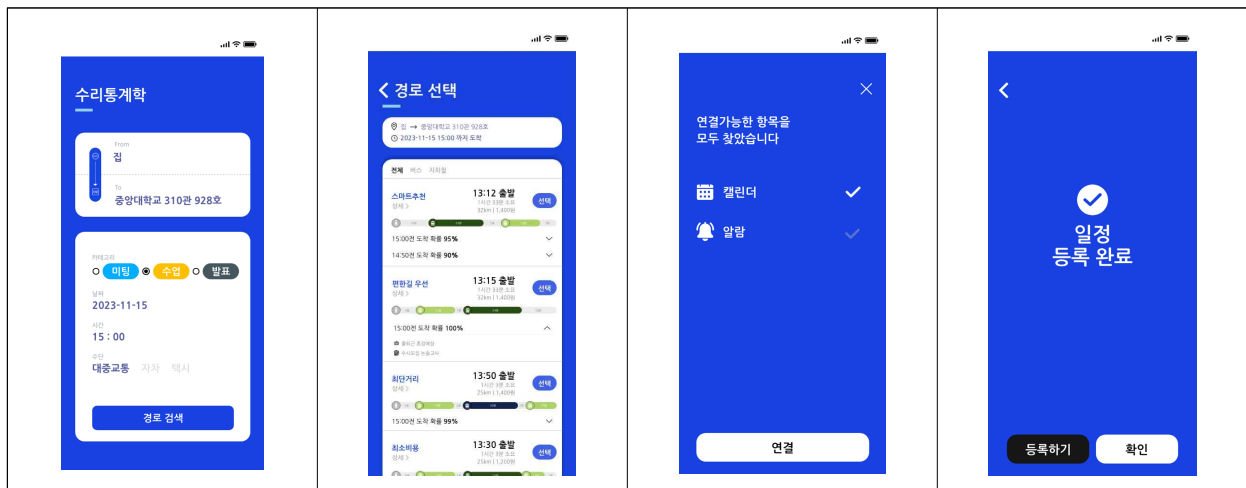 수리통계학
From
집
To
중앙대학교 310관 928호
카테고리
미팅 수업 발표
날짜
2023-11-15
시간
15 : 00
수단
대중교통 자차 택시
경로 검색
경로 선택
집 → 중앙대학교 310관 928호
2023-11-15 15:00 까지 도착
전체 버스 지하철
스마트추천 13:12 출발 선택
상세 > 1시간 33분 소요
32km | 1,400원
15:00전 도착 확률 95%
14:50전 도착 확률 90%
편한길 우선 13:15 출발 선택
상세 > 1시간 33분 소요
32km | 1,400원
15:00전 도착 확률 100%
최단거리 13:50 출발 선택
상세 >
25km | 1,400원
15:00전 도착 확률 99%
최소비용 13:30 출발 선택
상세 >
25km | 1,200원
연결가능한 항목을
모두 찾았습니다
캘린더
알람
연결
일정
등록 완료
등록하기 확인